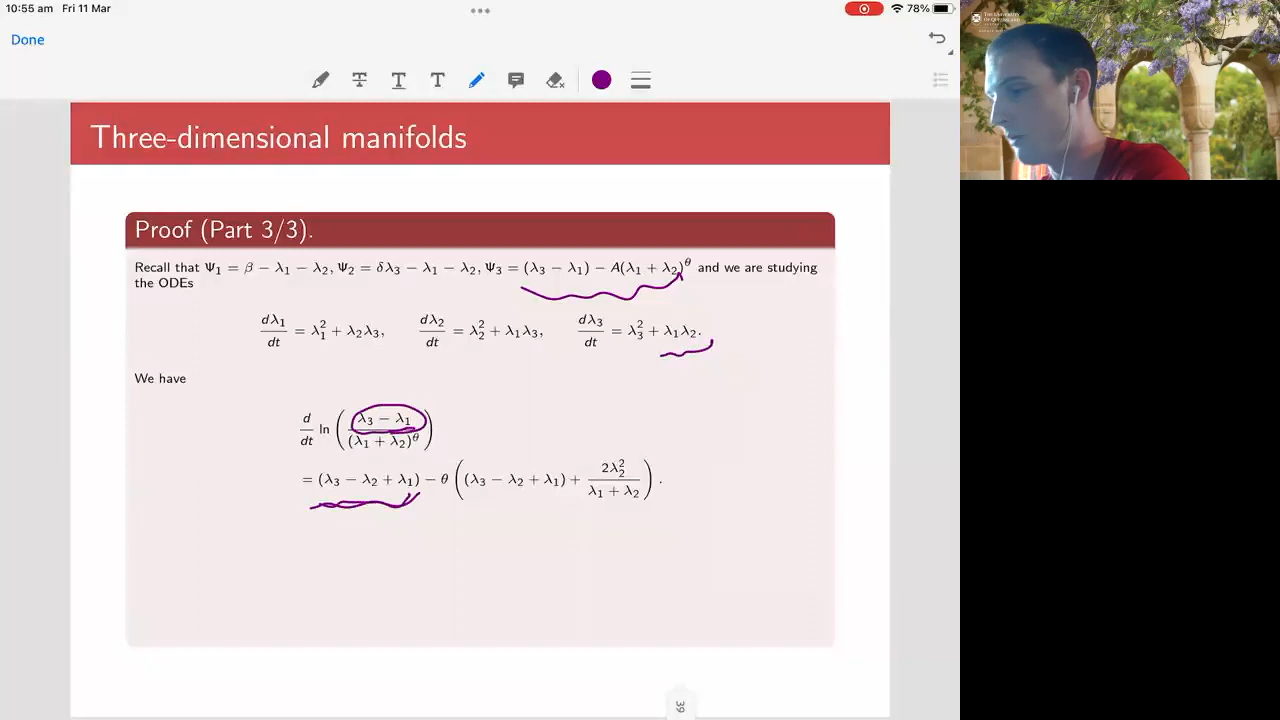 10:55 am Fri 11 Mar
78%
Done
Three-dimensional manifolds
Proof (Part 3/3).
Recall that Ψ₁ = β − λ₁ − λ₂, Ψ₂ = δλ₃ − λ₁ − λ₂, Ψ₃ = (λ₃ − λ₁) − A(λ₁ + λ₂)^θ and we are studying
the ODEs
dλ₁/dt = λ₁² + λ₂λ₃, dλ₂/dt = λ₂² + λ₁λ₃, dλ₃/dt = λ₃² + λ₁λ₂.
We have
d/dt ln ( (λ₃ − λ₁) / (λ₁ + λ₂)^θ )
= (λ₃ − λ₂ + λ₁) − θ ( (λ₃ − λ₂ + λ₁) + 2λ₂² / (λ₁ + λ₂) ) .
39